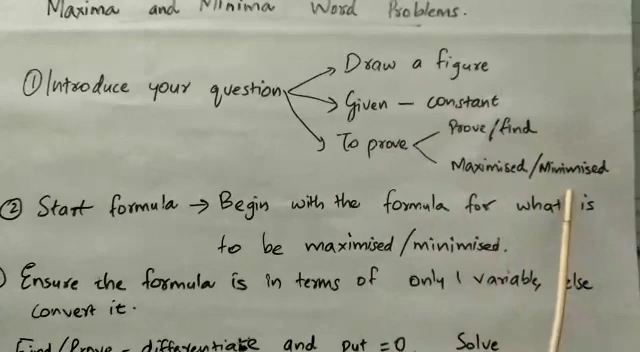 Maxima and Minima Word Problems.
① Introduce your question
Draw a figure
Given – constant
To prove
Prove/find
Maximised/Minimised
② Start formula → Begin with the formula for what is
to be maximised/minimised.
Ensure the formula is in terms of only 1 variable, else
convert it.
Find/Prove - differentiate and put =0. Solve